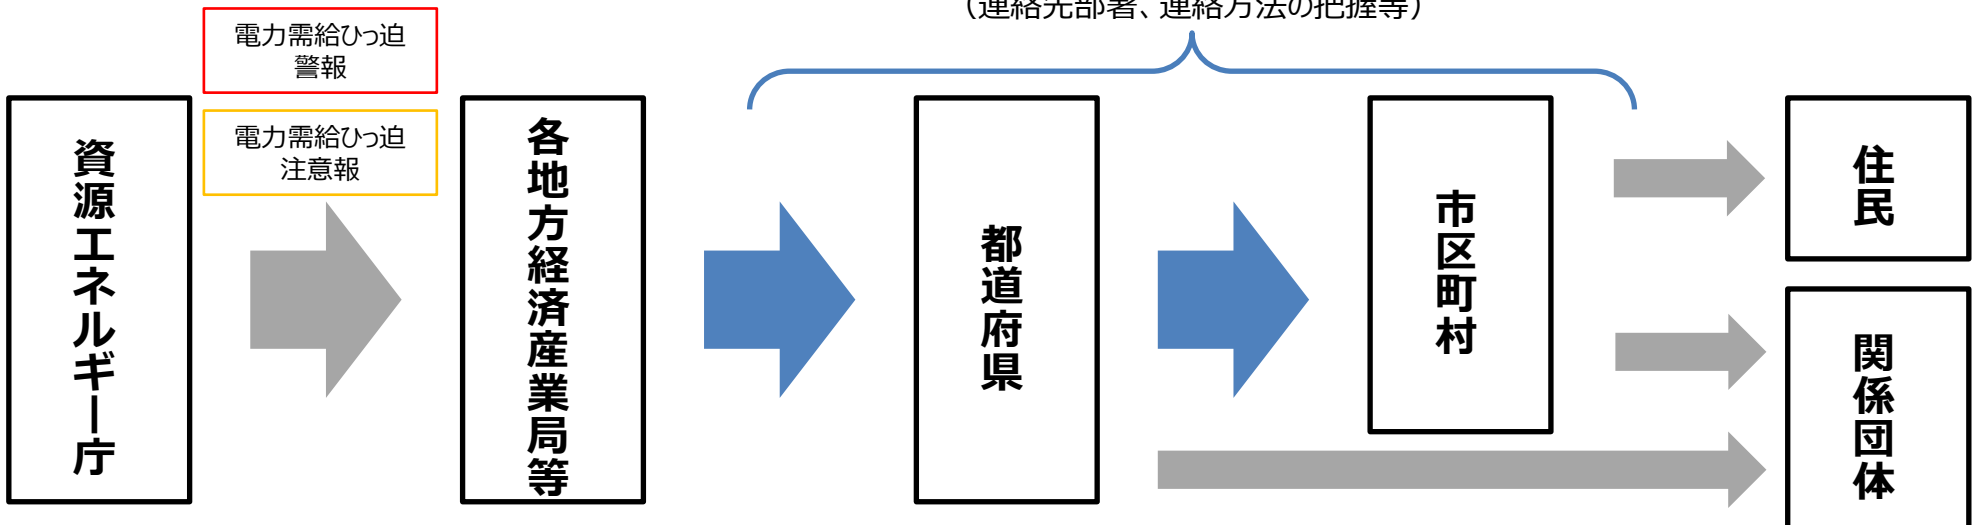 （連絡先部署、連絡方法の把握等）
電力需給ひっ迫
警報
電力需給ひっ迫
注意報
資源エネルギー庁
各地方経済産業局等
都道府県
市区町村
住民
関係団体